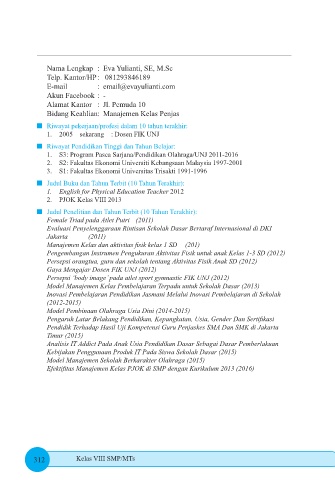 Nama Lengkap : Eva Yulianti, SE, M.Sc
Telp. Kantor/HP : 081293846189
E-mail : email@evayulianti.com
Akun Facebook : -
Alamat Kantor : Jl. Pemuda 10
Bidang Keahlian: Manajemen Kelas Penjas
Riwayat pekerjaan/profesi dalam 10 tahun terakhir:
1. 2005 sekarang : Dosen FIK UNJ
Riwayat Pendidikan Tinggi dan Tahun Belajar:
1. S3: Program Pasca Sarjana/Pendidikan Olahraga/UNJ 2011-2016
2. S2: Fakultas Ekonomi Universiti Kebangsaan Malaysia 1997-2001
3. S1: Fakultas Ekonomi Universitas Trisakti 1991-1996
Judul Buku dan Tahun Terbit (10 Tahun Terakhir):
1. English for Physical Education Teacher 2012
2. PJOK Kelas VIII 2013
Judul Penelitian dan Tahun Terbit (10 Tahun Terakhir):
Female Triad pada Atlet Putri (2011)
Evaluasi Penyelenggaraan Rintisan Sekolah Dasar Bertaraf Internasional di DKI
Jakarta (2011)
Manajemen Kelas dan aktivitas fisik kelas 1 SD (201)
Pengembangan Instrumen Pengukuran Aktivitas Fisik untuk anak Kelas 1-3 SD (2012)
Persepsi orangtua, guru dan sekolah tentang Aktivitas Fisik Anak SD (2012)
Gaya Mengajar Dosen FIK UNJ (2012)
Persepsi 'body image' pada atlet sport gymnastic FIK UNJ (2012)
Model Manajemen Kelas Pembelajaran Terpadu untuk Sekolah Dasar (2013)
Inovasi Pembelajaran Pendidikan Jasmani Melalui Inovasi Pembelajaran di Sekolah
(2012-2015)
Model Pembinaan Olahraga Usia Dini (2014-2015)
Pengaruh Latar Belakang Pendidikan, Kepangkatan, Usia, Gender Dan Sertifikasi
Pendidik Terhadap Hasil Uji Kompetensi Guru Penjaskes SMA Dan SMK di Jakarta
Timur (2015)
Analisis IT Addict Pada Anak Usia Pendidikan Dasar Sebagai Dasar Pemberlakuan
Kebijakan Penggunaan Produk IT Pada Siswa Sekolah Dasar (2015)
Model Manajemen Sekolah Berkarakter Olahraga (2015)
Efektifitas Manajemen Kelas PJOK di SMP dengan Kurikulum 2013 (2016)
312 Kelas VIII SMP/MTs